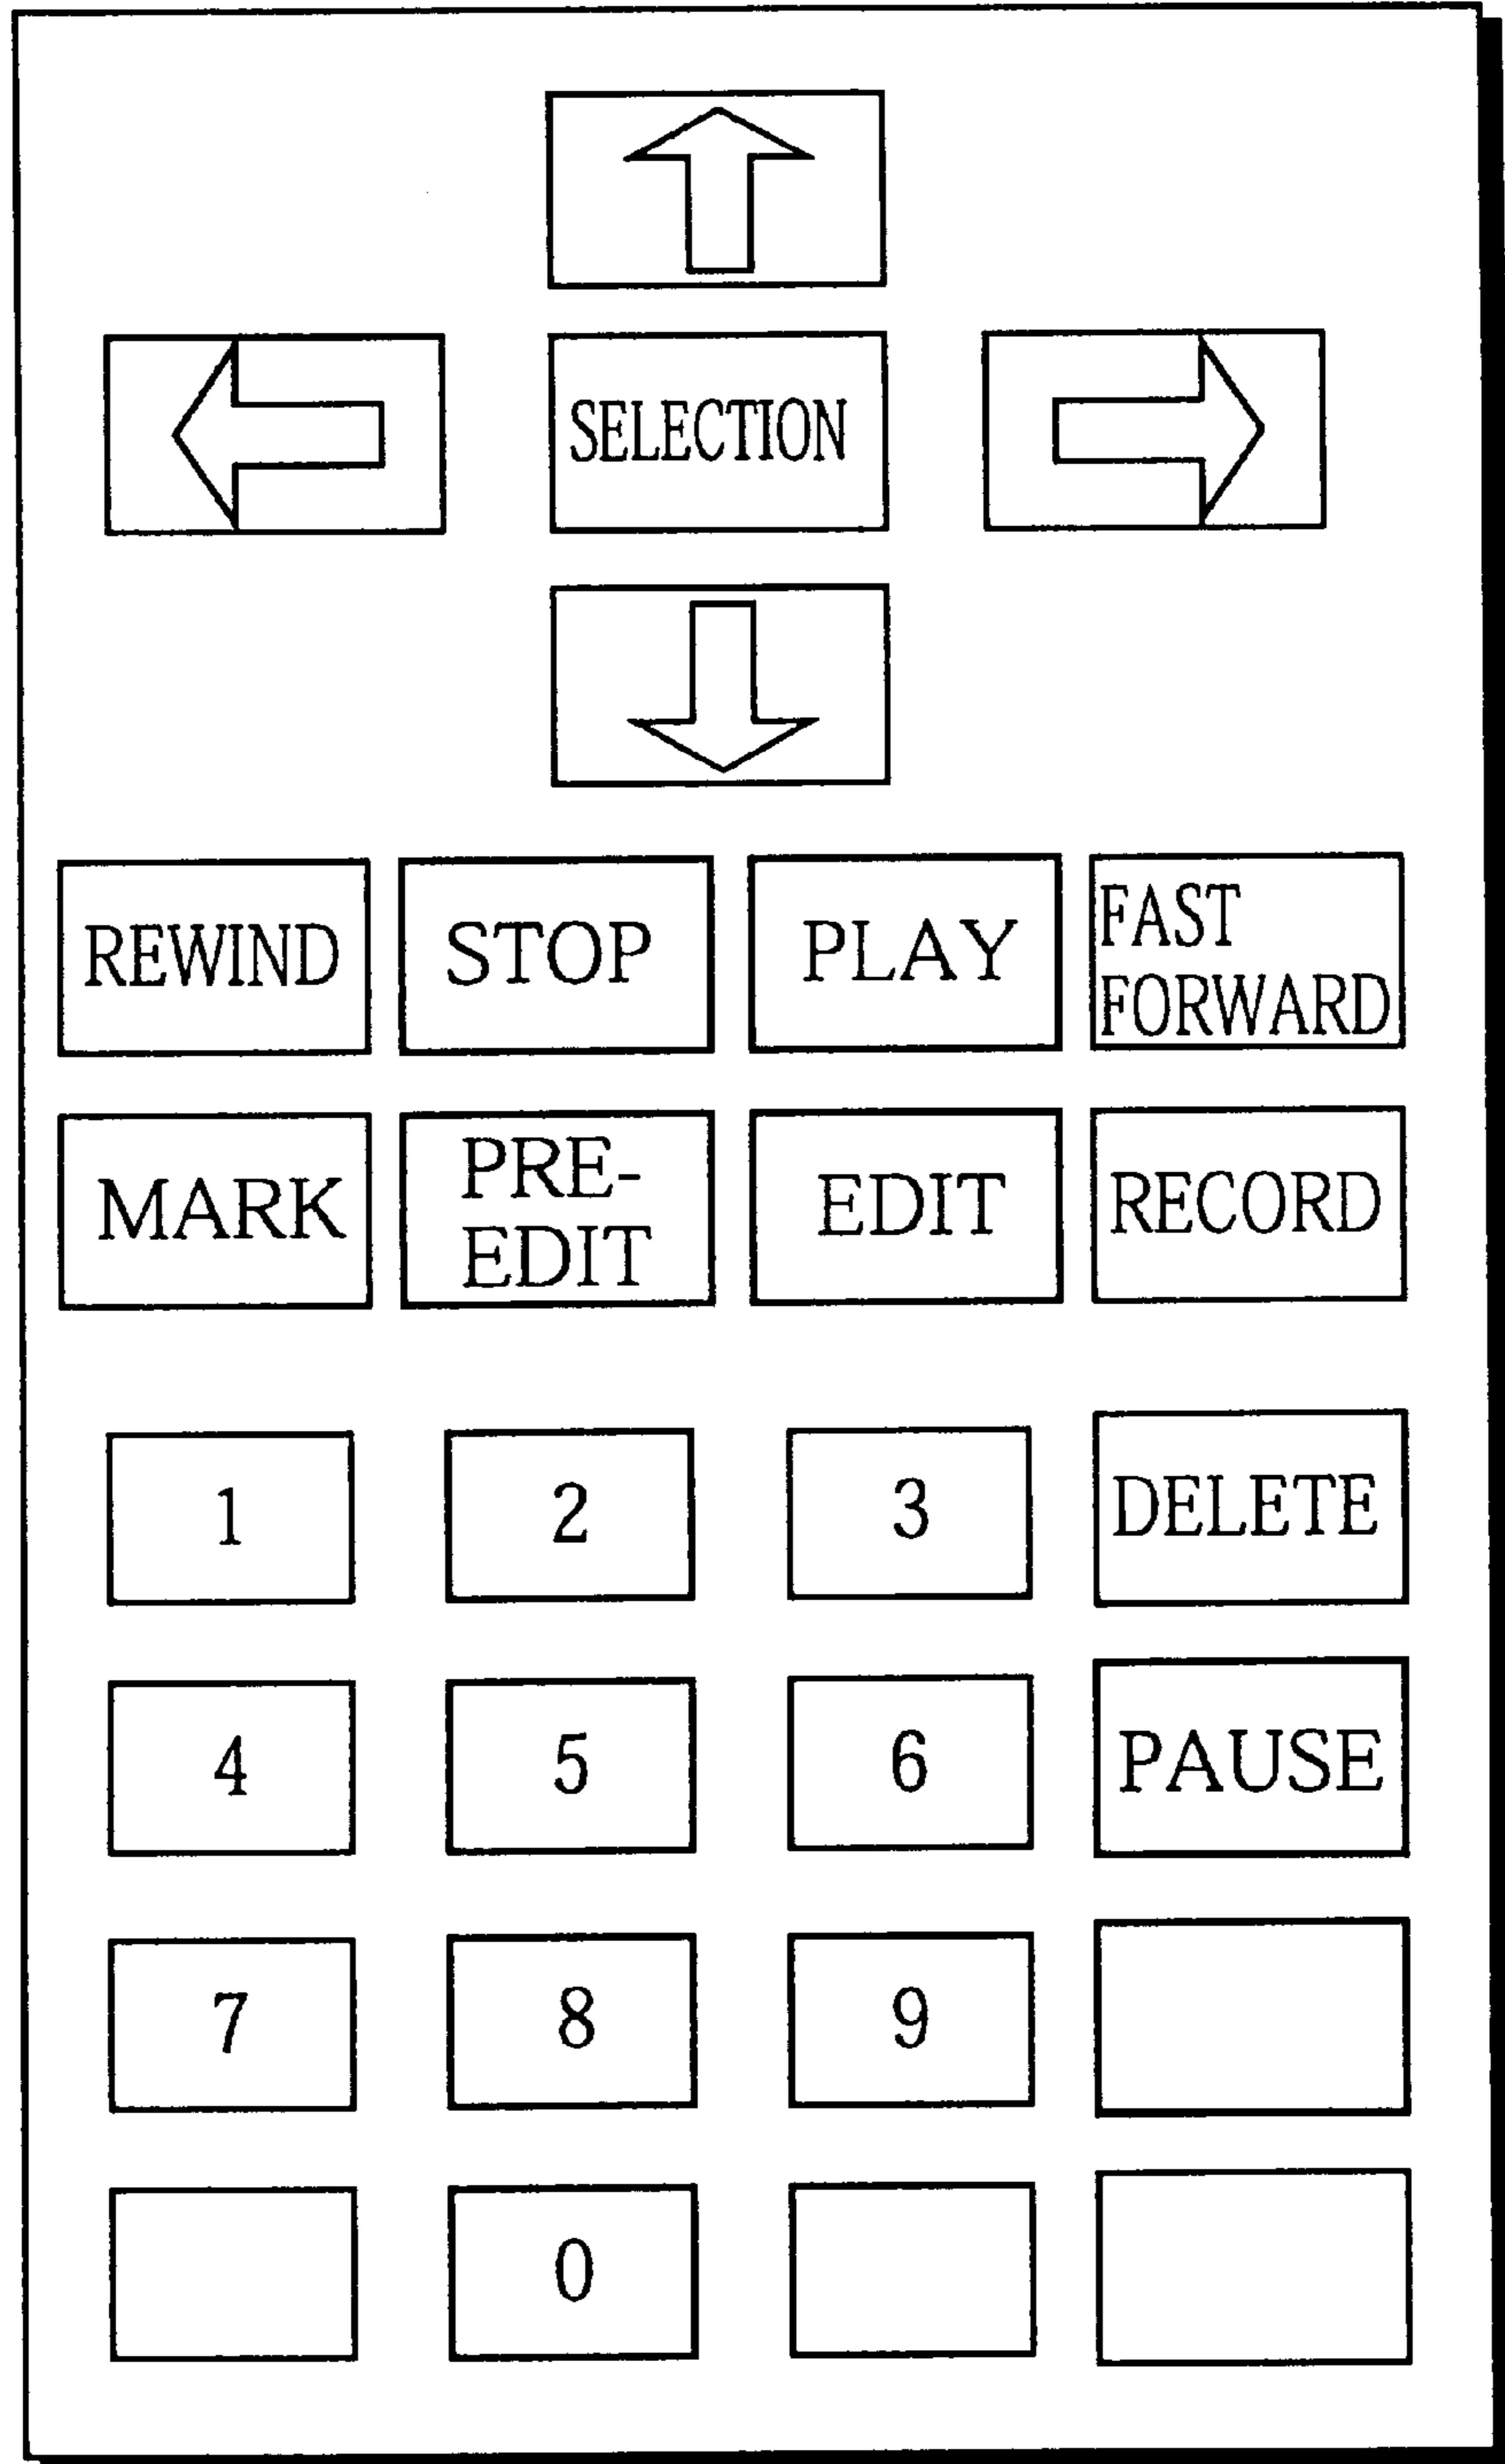 SELECTION
REWIND
STOP
PLAY
FAST
FORWARD
MARK
PRE-
EDIT
EDIT
RECORD
1
2
3
DELETE
4
5
6
PAUSE
7
8
9
0